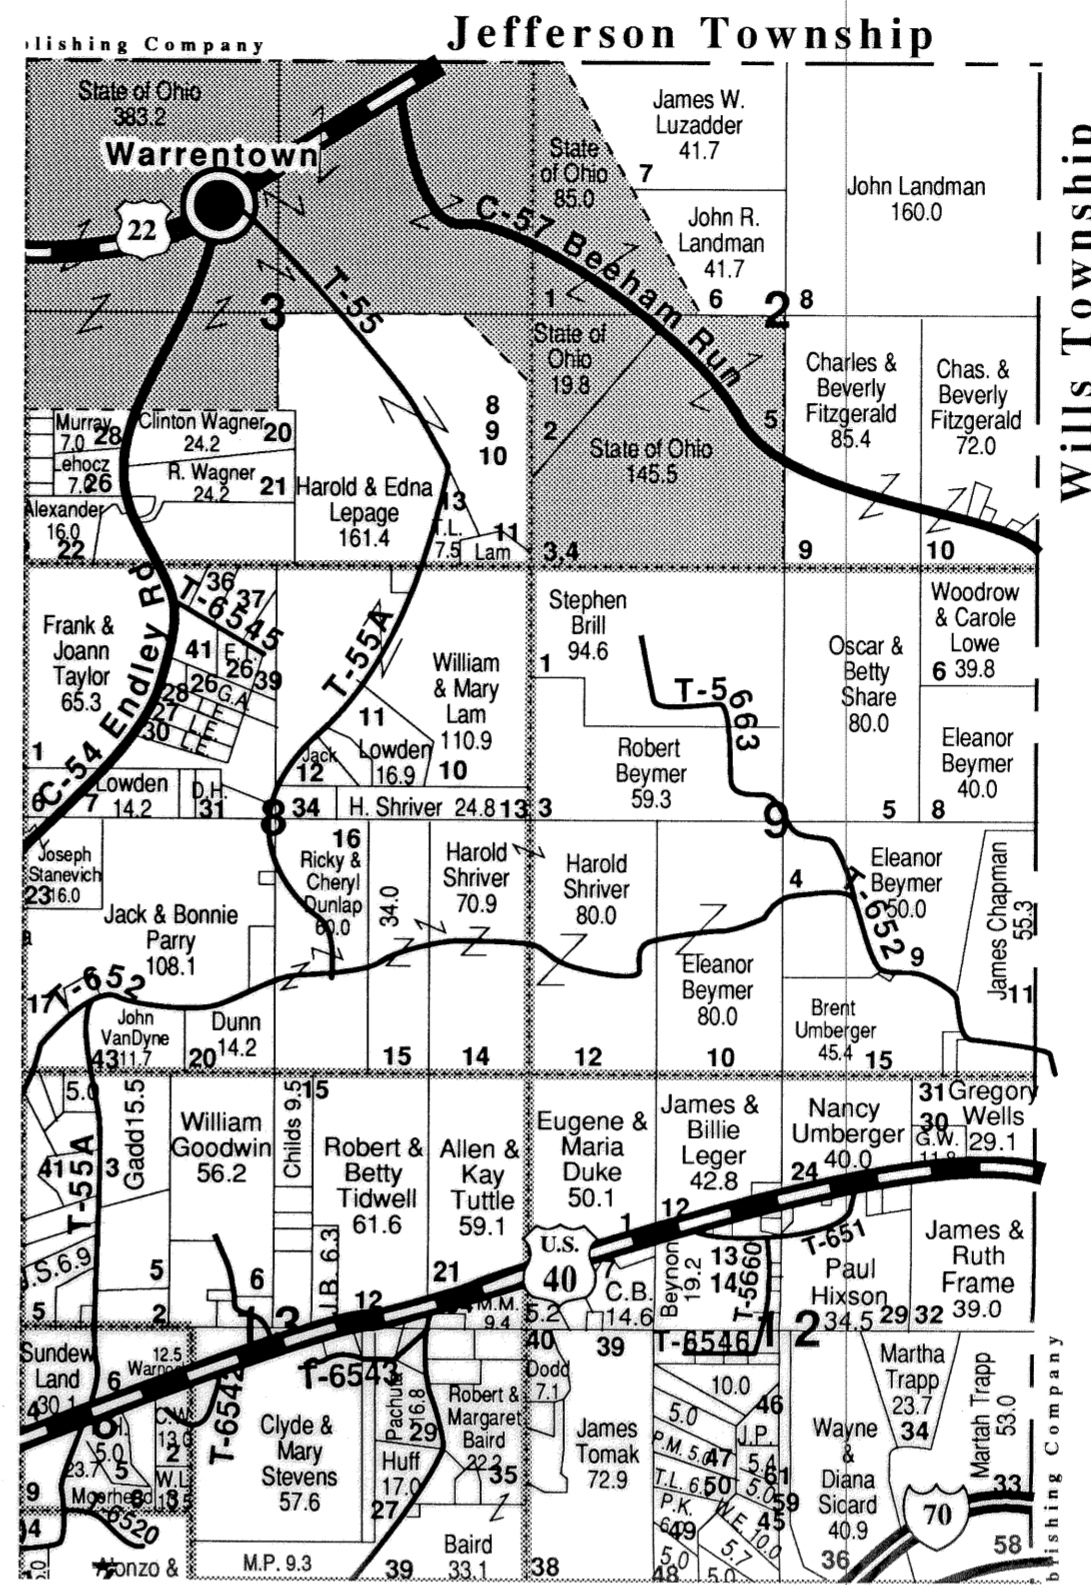 Jefferson Township
lishing Company
State of Ohio
383.2
Warrentown
22
T-55
3
C-57 Beeham Run
State
of Ohio
85.0
1
James W.
Luzadder
41.7
7
John R.
Landman
41.7
6
2
8
John Landman
160.0
Wills Township
State of
Ohio
19.8
2
State of Ohio
145.5
3,4
5
Charles &
Beverly
Fitzgerald
85.4
9
Chas. &
Beverly
Fitzgerald
72.0
10
Murray
7.0
28
Clinton Wagner
24.2
20
Lehocz
26
R. Wagner
24.2
21
Alexander
16.0
22
Harold & Edna
Lepage
161.4
8
9
10
13
T.L.
7.5
11
Lam
C-54 Endley Rd
Frank &
Joann
Taylor
65.3
1
36
37
T-6545
41
26
39
26
G.A.
28
27
30
T-55A
11
William
& Mary
Lam
110.9
10
Jack
12
Lowden
16.9
Stephen
Brill
94.6
1
T-5663
Robert
Beymer
59.3
3
Oscar &
Betty
Share
80.0
5
Woodrow
& Carole
Lowe
6
39.8
Eleanor
Beymer
40.0
8
6
7
Lowden
14.2
D.H.
31
8
34
H. Shriver 24.8
13
9
Joseph
Stanevich
23
16.0
Jack & Bonnie
Parry
108.1
16
Ricky &
Cheryl
Dunlap
60.0
34.0
15
Harold
Shriver
70.9
14
Harold
Shriver
80.0
12
4
Eleanor
Beymer
80.0
10
Eleanor
Beymer
50.0
T-652
9
James Chapman
55.3
11
Brent
Umberger
45.4
15
17
T-652
John
VanDyne
43
11.7
Dunn
20
14.2
5.0
41
T-55A
3
Gadd 15.5
5
2
William
Goodwin
56.2
6
Childs 9.5
15
Robert &
Betty
Tidwell
61.6
J.B. 6.3
12
Allen &
Kay
Tuttle
59.1
21
M.M.
9.4
Eugene &
Maria
Duke
50.1
1
U.S.
40
5.2
7
C.B.
14.6
James &
Billie
Leger
42.8
12
Beynon
19.2
13
14
T-5660
Nancy
Umberger
40.0
24
T-651
31
Gregory
Wells
29.1
30
G.W.
Paul
Hixson
34.5
29
32
James &
Ruth
Frame
39.0
J.S. 6.9
5
Sundew
Land
30.1
4
6
12.5
5.0
23.7
5
13.0
2
9
T-6520
T-6542
T-6543
Clyde &
Mary
Stevens
57.6
M.P. 9.3
16.8
29
Huff
17.0
27
Robert &
Margaret
Baird
22.2
35
Baird
33.1
39
40
Dodd
7.1
39
James
Tomak
72.9
38
T-6546
12
10.0
46
5.0
J.P.
5.4
P.M. 5.0
47
61
T.L. 6.5
50
5.0
59
P.K.
49
W.E. 10.0
45
5.0
5.7
48
5.0
Wayne
&
Diana
Sicard
40.9
36
Martha
Trapp
23.7
34
Martah Trapp
53.0
33
70
58
blishing Company